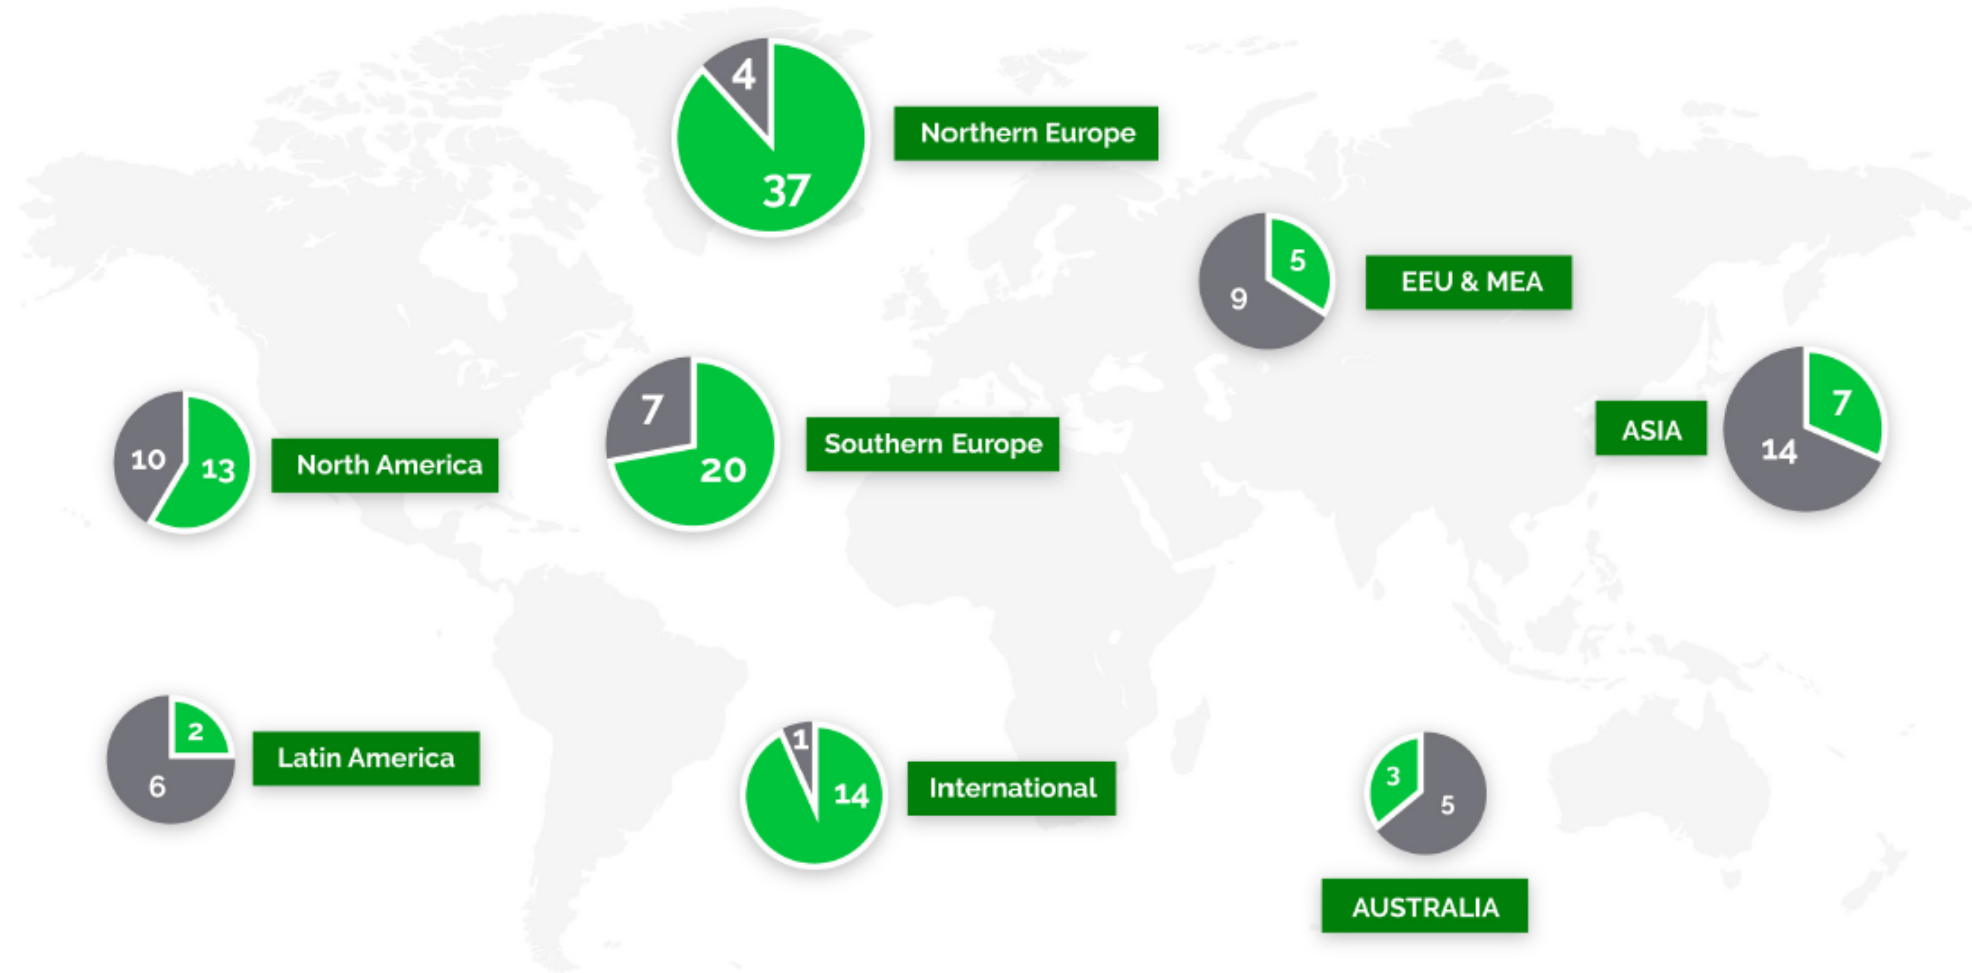 4
37
Northern Europe
5
9
EEU & MEA
7
20
Southern Europe
10
13
North America
7
14
ASIA
2
6
Latin America
1
14
International
3
5
AUSTRALIA